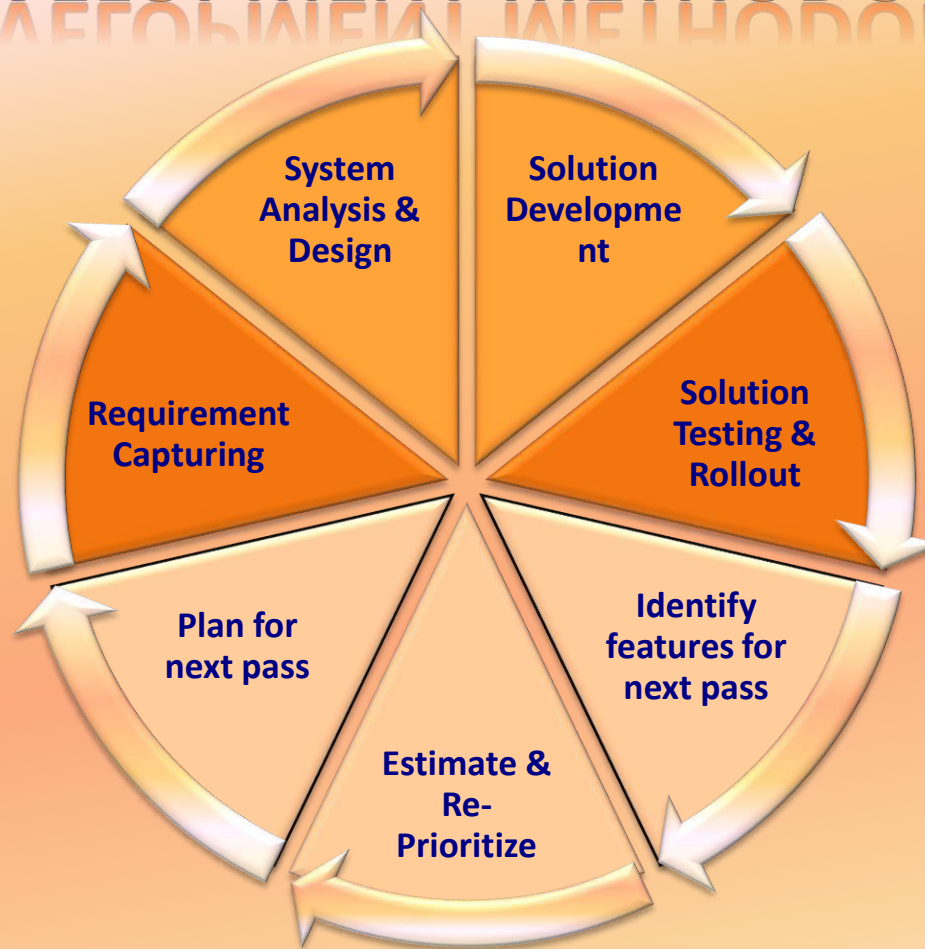 System
Analysis &
Design
Solution
Developme
nt
Solution
Testing &
Rollout
Identify
features for
next pass
Estimate &
Re-
Prioritize
Plan for
next pass
Requirement
Capturing